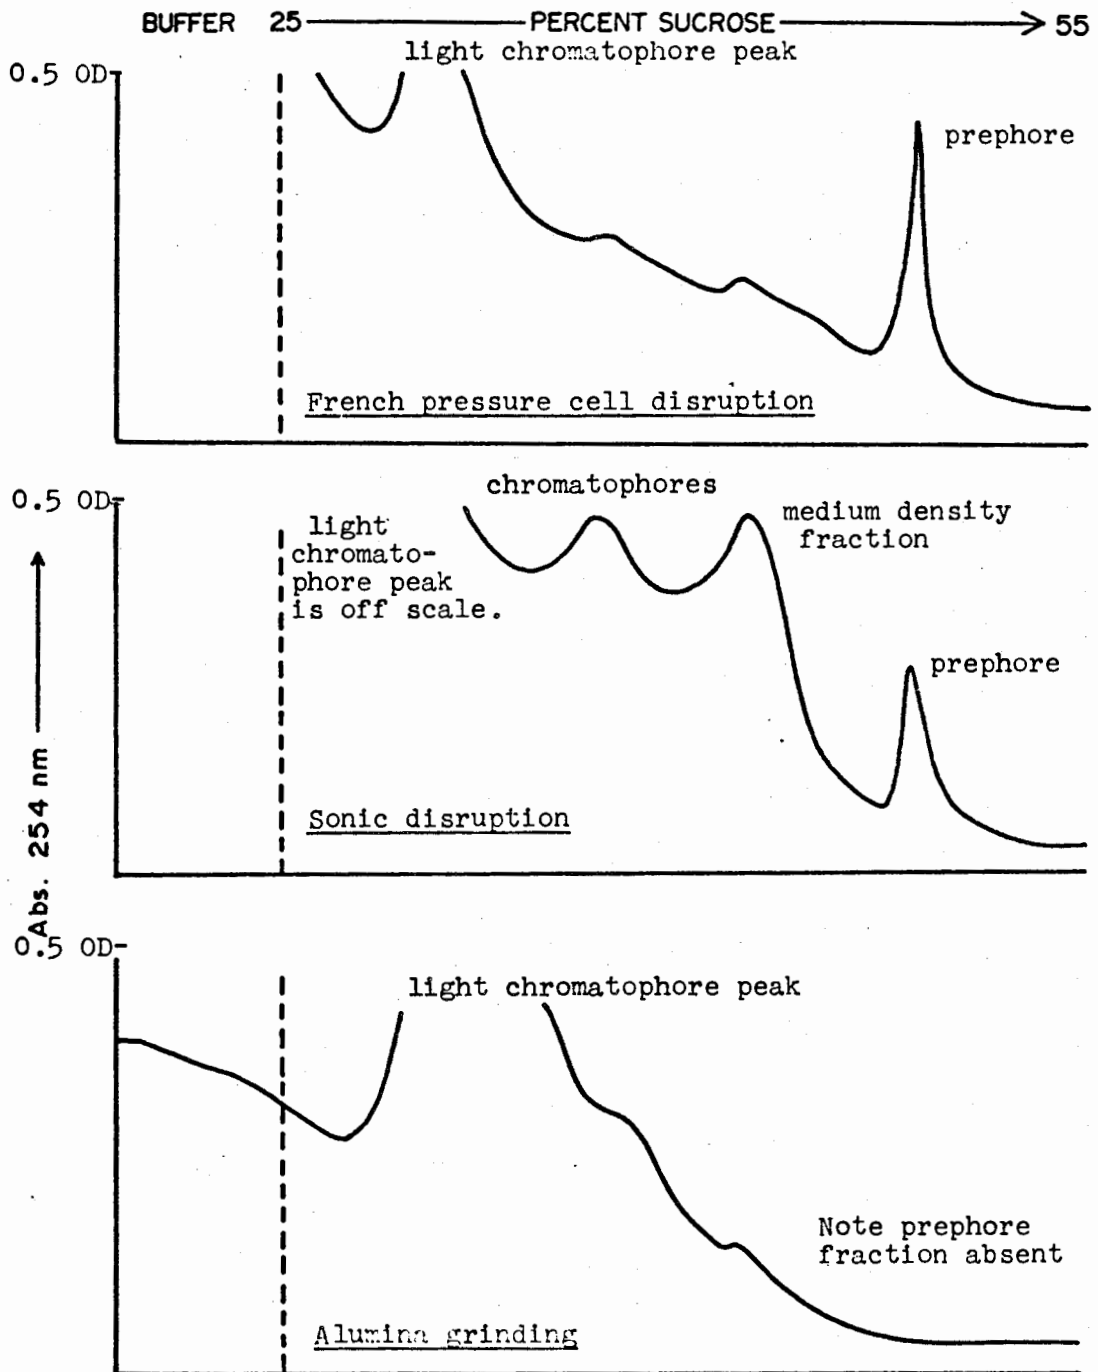 BUFFER 25 PERCENT SUCROSE 55
light chromatophore peak
0.5 OD
prephore
French pressure cell disruption
0.5 OD
chromatophores
medium density
fraction
light
chromato-
phore peak
is off scale.
prephore
Sonic disruption
Abs. 254 nm
0.5 OD
light chromatophore peak
Note prephore
fraction absent
Alumina grinding